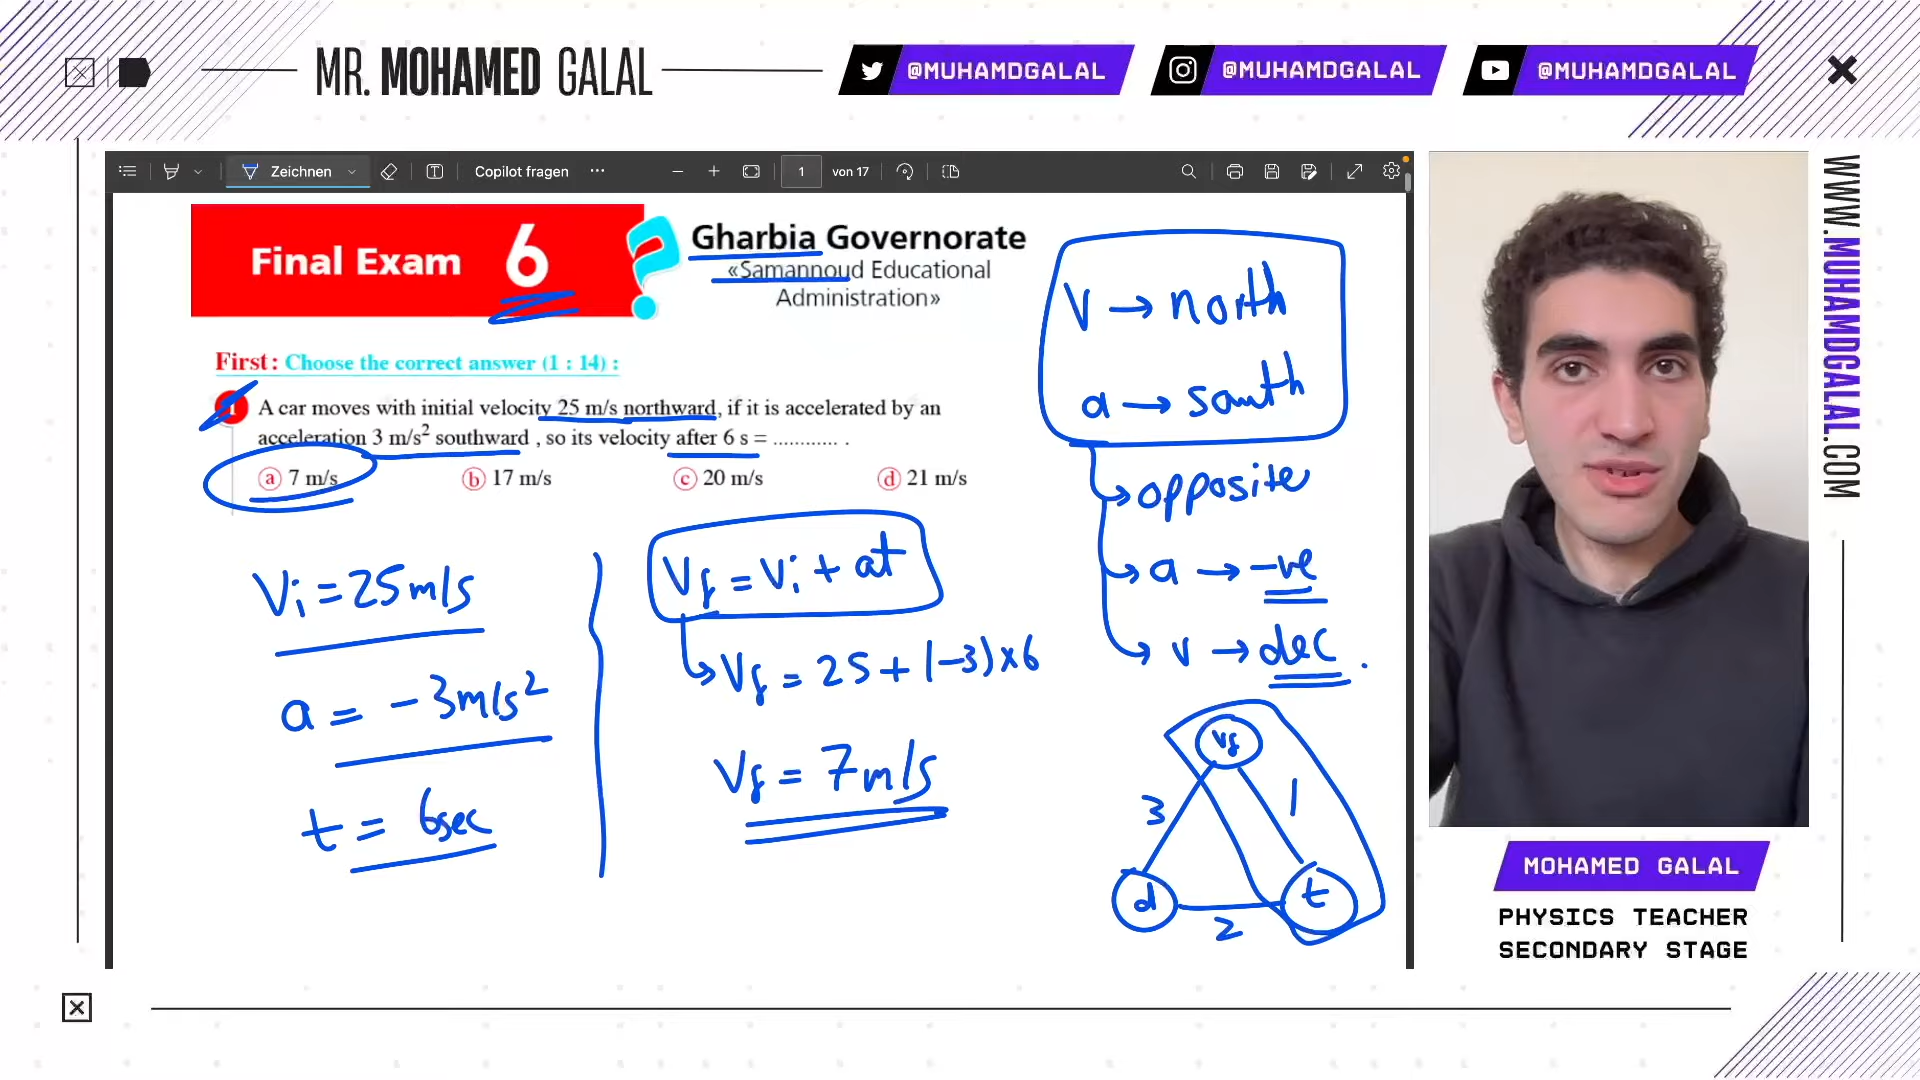 MR. MOHAMED GALAL
@MUHAMDGALAL
@MUHAMDGALAL
@MUHAMDGALAL
Zeichnen
Copilot fragen
1 von 17
Final Exam 6
Gharbia Governorate
«Samannoud Educational
Administration»
First: Choose the correct answer (1 : 14) :
1 A car moves with initial velocity 25 m/s northward, if it is accelerated by an
acceleration 3 m/s² southward , so its velocity after 6 s = ............ .
a 7 m/s b 17 m/s c 20 m/s d 21 m/s
V → north
a → south
opposite
a → -ve
v → dec.
Vi = 25 m/s
a = - 3 m/s²
t = 6sec
Vf = Vi + at
Vf = 25 + (-3) × 6
Vf = 7 m/s
Vf
3
1
d
2
t
WWW.MUHAMDGALAL.COM
MOHAMED GALAL
PHYSICS TEACHER
SECONDARY STAGE